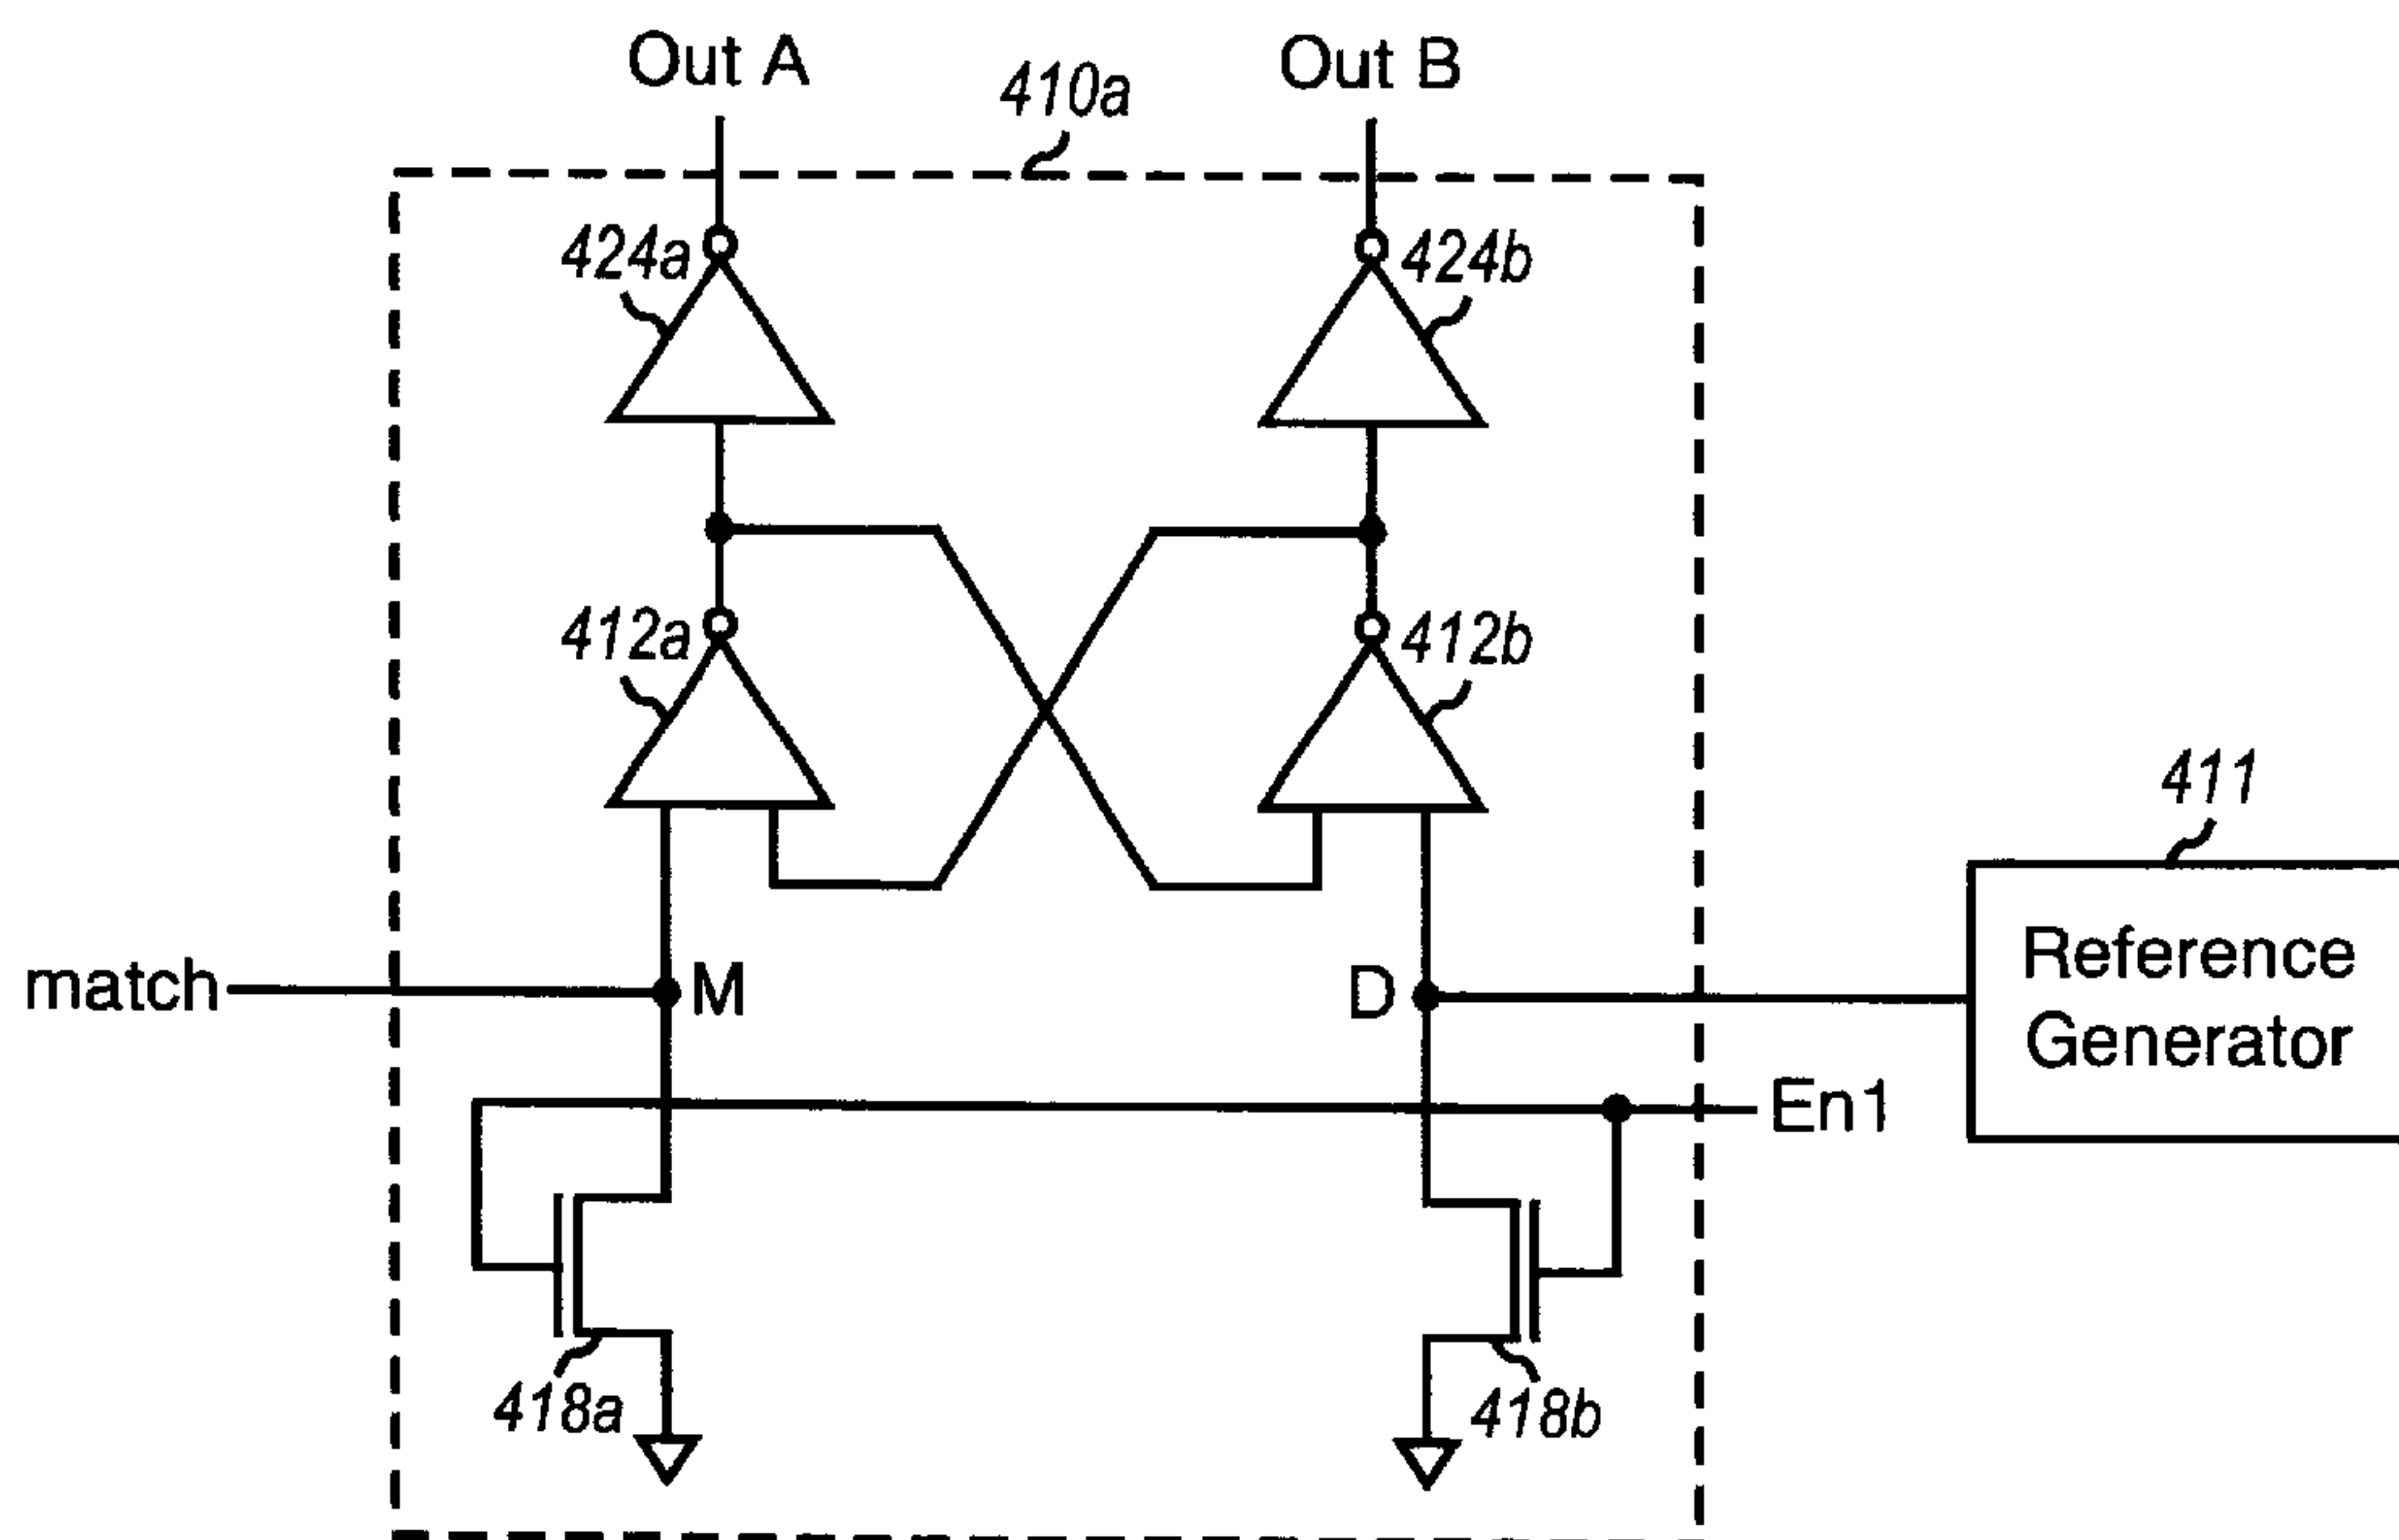 Out A
Out B
410a
424a
424b
412a
412b
411
Reference
Generator
match
M
D
En1
418a
418b